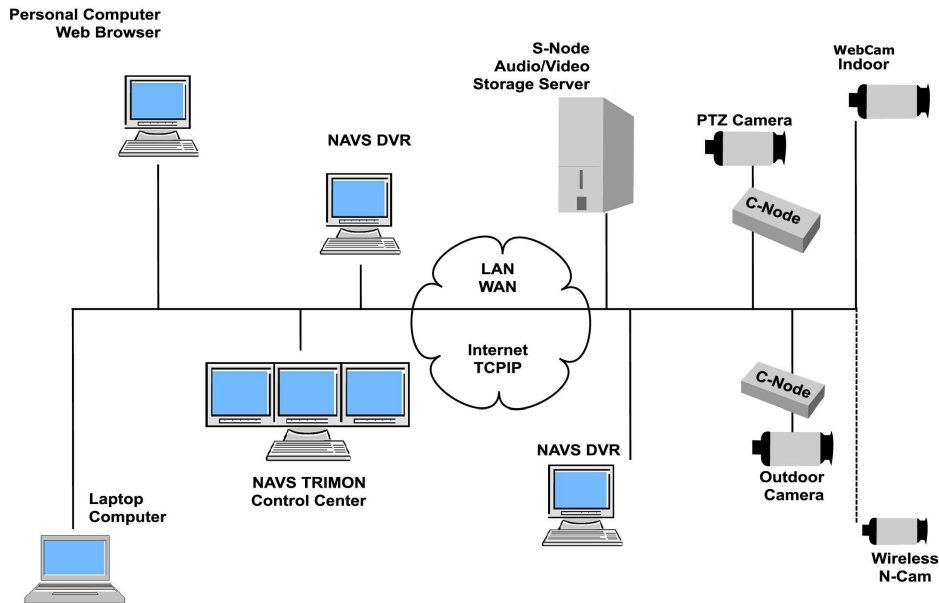 Personal Computer
Web Browser
S-Node
Audio/Video
Storage Server
WebCam
Indoor
PTZ Camera
NAVS DVR
C-Node
LAN
WAN
Internet
TCPIP
C-Node
NAVS TRIMON
Control Center
NAVS DVR
Outdoor
Camera
Laptop
Computer
Wireless
N-Cam